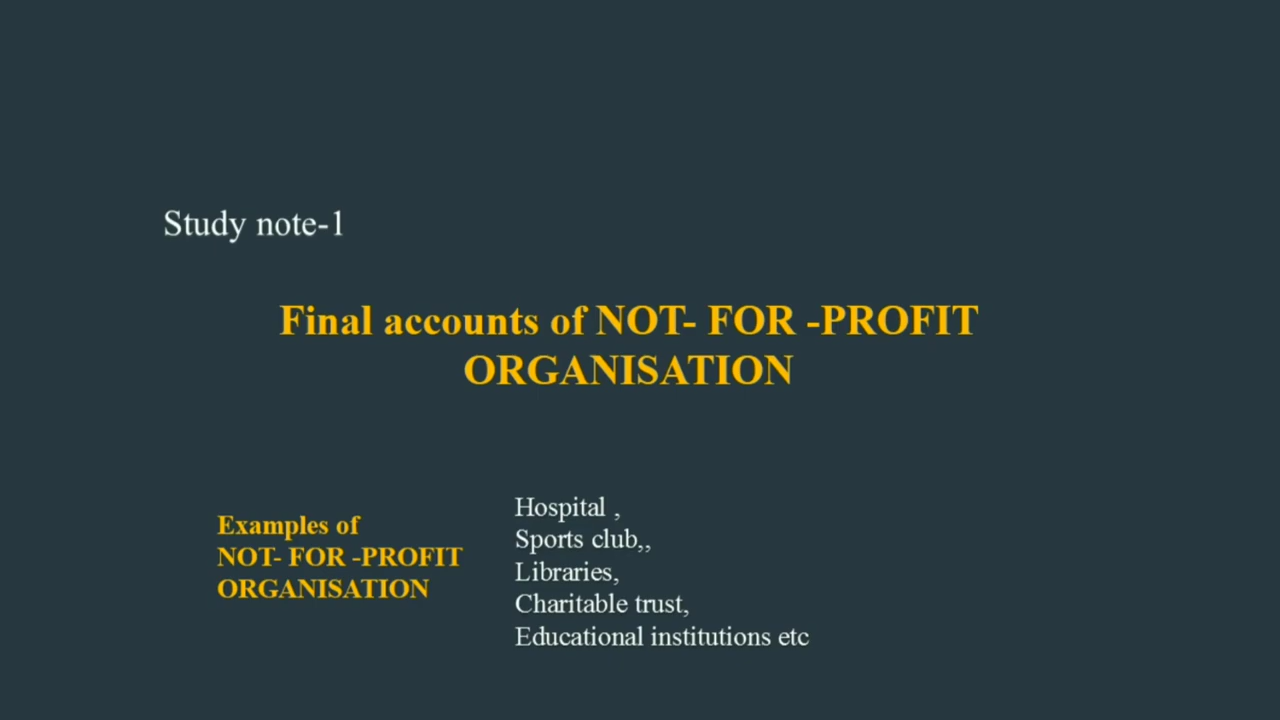 Study note-1
Final accounts of NOT- FOR -PROFIT
ORGANISATION
Examples of
NOT- FOR -PROFIT
ORGANISATION
Hospital ,
Sports club,,
Libraries,
Charitable trust,
Educational institutions etc